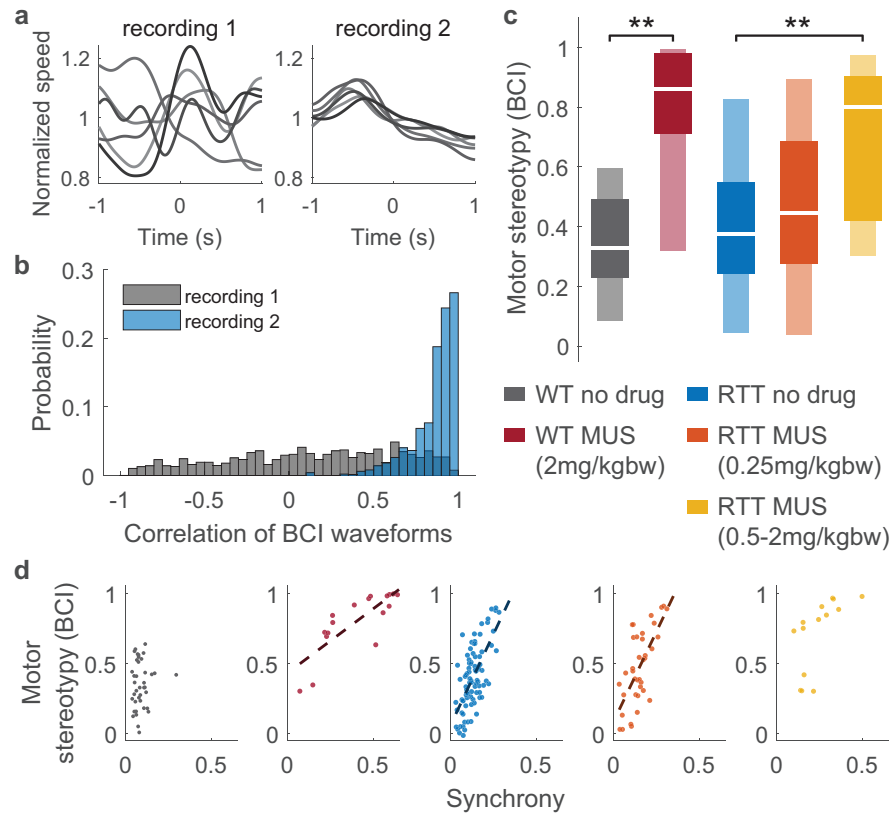 a
recording 1
recording 2
Normalized speed
1.2
1
0.8
-1
0
1
Time (s)
1.2
1
0.8
-1
0
1
Time (s)
b
0.3
0.2
0.1
0
Probability
recording 1
recording 2
-1
-0.5
0
0.5
1
Correlation of BCI waveforms
c
**
**
Motor stereotypy (BCI)
1
0.8
0.6
0.4
0.2
0
WT no drug
WT MUS
(2mg/kgbw)
RTT no drug
RTT MUS
(0.25mg/kgbw)
RTT MUS
(0.5-2mg/kgbw)
d
Motor
stereotypy (BCI)
1
0.5
0
0
0.5
1
0.5
0
0
0.5
1
0.5
0
0
0.5
1
0.5
0
0
0.5
1
0.5
0
0
0.5
Synchrony